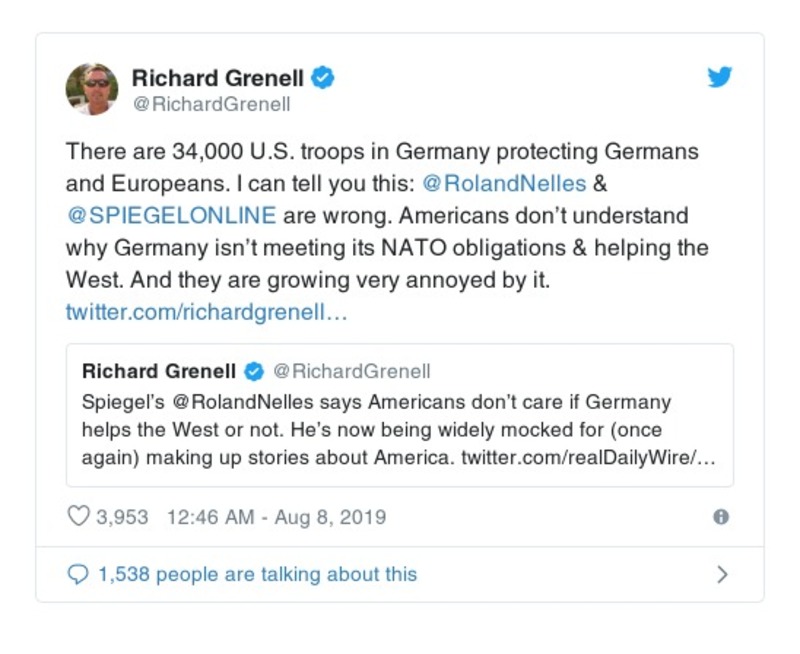 Richard Grenell
@RichardGrenell
There are 34,000 U.S. troops in Germany protecting Germans
and Europeans. I can tell you this: @RolandNelles &
@SPIEGELONLINE are wrong. Americans don’t understand
why Germany isn’t meeting its NATO obligations & helping the
West. And they are growing very annoyed by it.
twitter.com/richardgrenell…
Richard Grenell @RichardGrenell
Spiegel’s @RolandNelles says Americans don’t care if Germany
helps the West or not. He’s now being widely mocked for (once
again) making up stories about America. twitter.com/realDailyWire/…
3,953 12:46 AM - Aug 8, 2019
1,538 people are talking about this